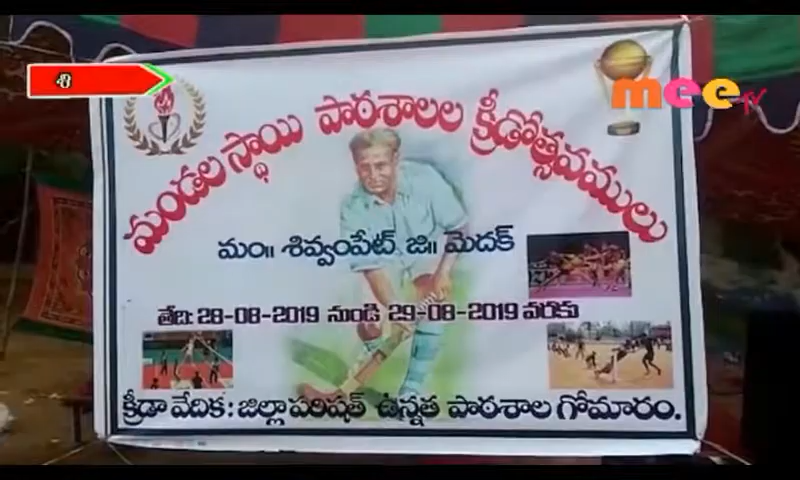 శి
mee TV
మండల స్థాయి పాఠశాలల క్రీడోత్సవములు
మం॥ శివ్వంపేట్ జి॥ మెదక్
తేది: 28-08-2019 నుండి 29-08-2019 వరకు
క్రీడా వేదిక : జిల్లా పరిషత్ ఉన్నత పాఠశాల గోమారం.